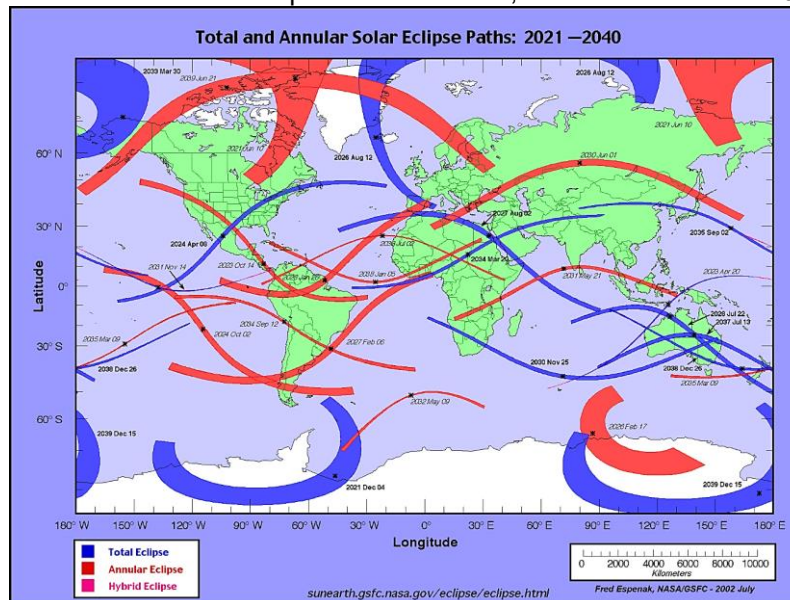 Total and Annular Solar Eclipse Paths: 2021 —2040
2033 Mar 30
2039 Jun 21
2026 Aug 12
2021 Jun 10
2021 Jun 10
2026 Aug 12
2030 Jun 01
60° N
2027 Aug 02
30° N
2024 Apr 08
2035 Sep 02
2023 Oct 14
2038 Jul 02
2034 Mar 20
2031 Nov 14
2028 Jan 26
2038 Jan 05
2031 May 21
2023 Apr 20
0°
Latitude
2028 Jul 22
2037 Jul 13
2034 Sep 12
2024 Oct 02
2035 Mar 09
30° S
2027 Feb 06
2038 Dec 26
2030 Nov 25
2038 Dec 26
2035 Mar 09
2032 May 09
60° S
2039 Dec 15
2026 Feb 17
2021 Dec 04
2039 Dec 15
180° W 150° W 120° W 90° W 60° W 30° W 0° 30° E 60° E 90° E 120° E 150° E 180° E
Longitude
Total Eclipse
Annular Eclipse
Hybrid Eclipse
0 2000 4000 6000 8000 10000
Kilometers
sunearth.gsfc.nasa.gov/eclipse/eclipse.html
Fred Espenak, NASA/GSFC - 2002 July